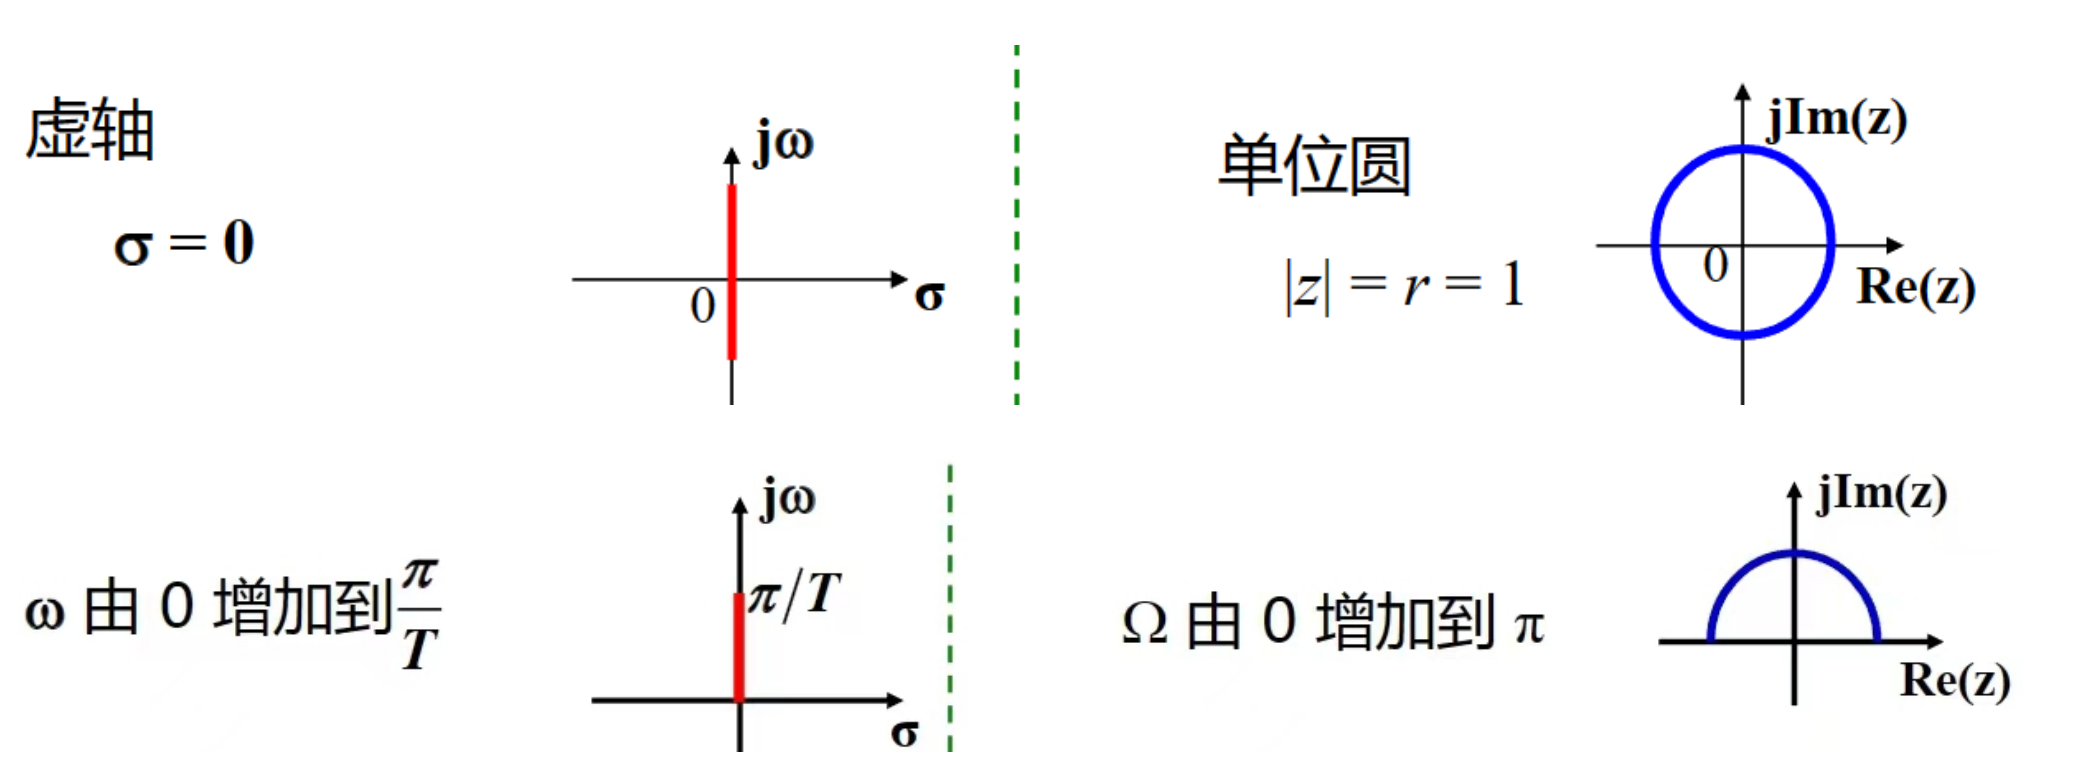 虚轴
σ = 0
jω
0
σ
单位圆
|z| = r = 1
jIm(z)
0
Re(z)
ω 由 0 增加到 π/T
jω
π/T
σ
Ω 由 0 增加到 π
jIm(z)
Re(z)